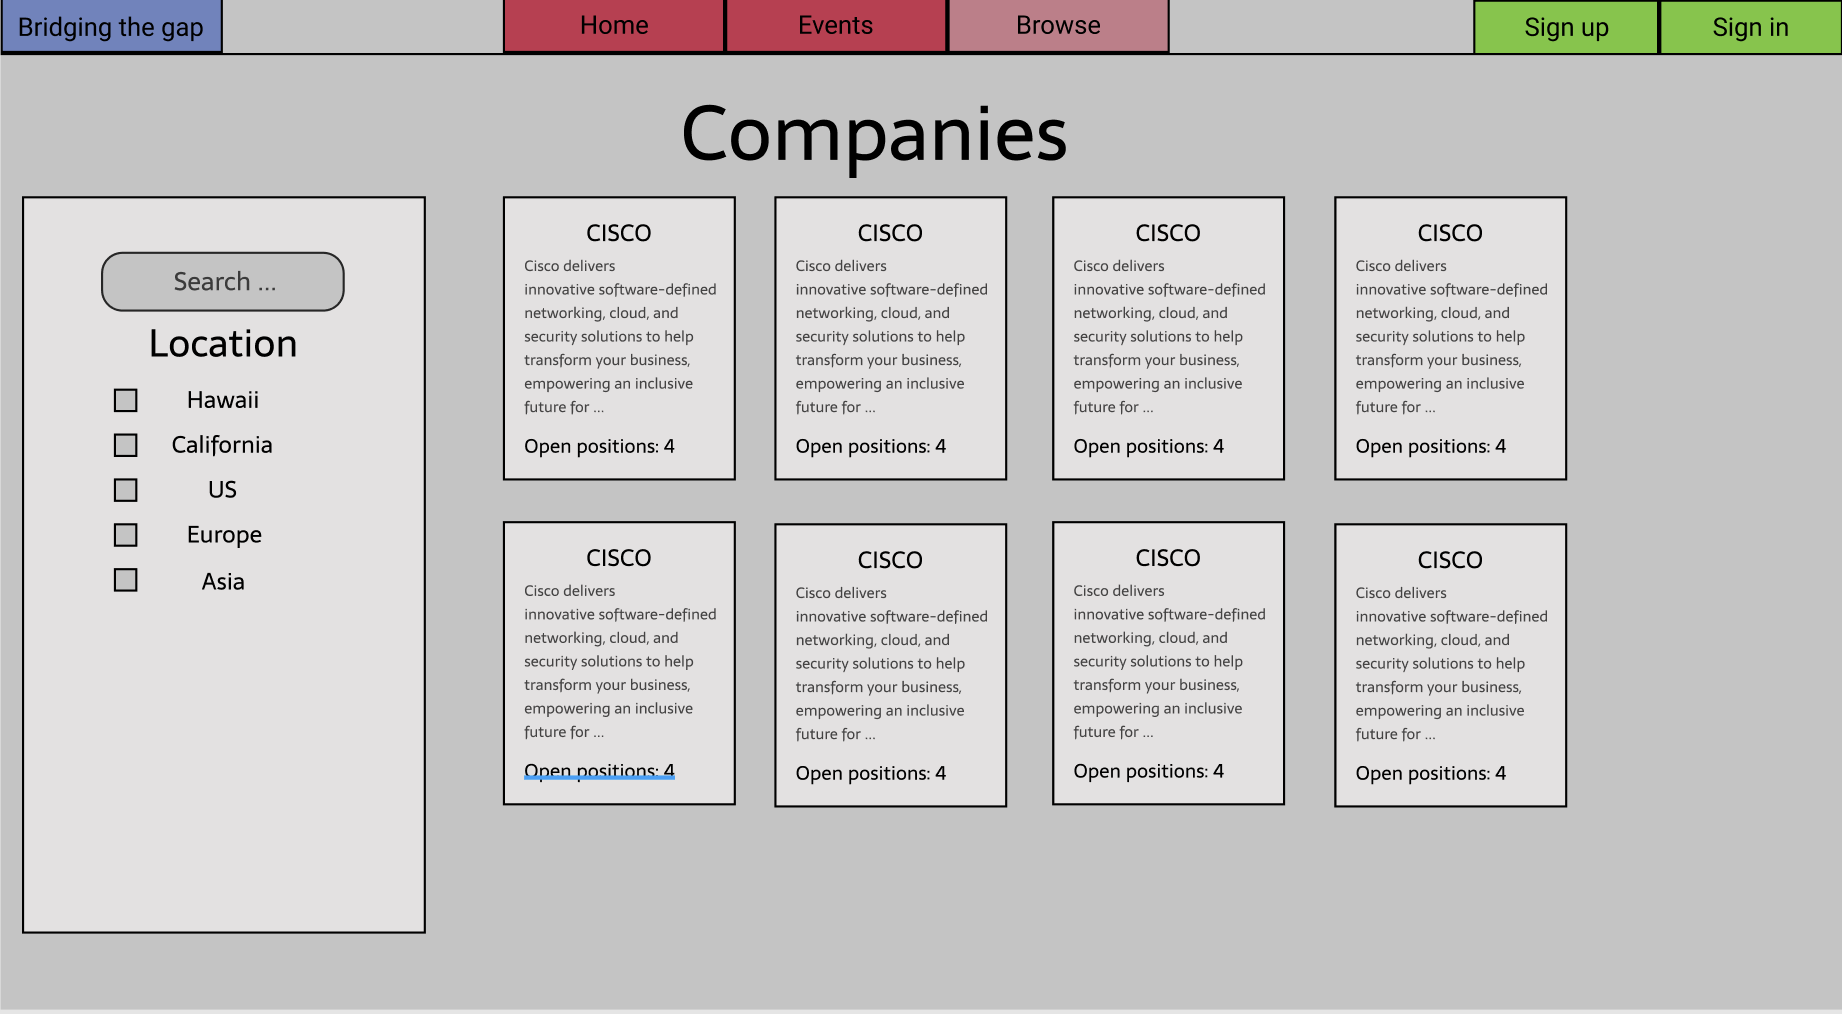 Bridging the gap
Home
Events
Browse
Sign up
Sign in
Companies
Search ...
Location
Hawaii
California
US
Europe
Asia
CISCO
Cisco delivers
innovative software-defined
networking, cloud, and
security solutions to help
transform your business,
empowering an inclusive
future for ...
Open positions: 4
CISCO
Cisco delivers
innovative software-defined
networking, cloud, and
security solutions to help
transform your business,
empowering an inclusive
future for ...
Open positions: 4
CISCO
Cisco delivers
innovative software-defined
networking, cloud, and
security solutions to help
transform your business,
empowering an inclusive
future for ...
Open positions: 4
CISCO
Cisco delivers
innovative software-defined
networking, cloud, and
security solutions to help
transform your business,
empowering an inclusive
future for ...
Open positions: 4
CISCO
Cisco delivers
innovative software-defined
networking, cloud, and
security solutions to help
transform your business,
empowering an inclusive
future for ...
Open positions: 4
CISCO
Cisco delivers
innovative software-defined
networking, cloud, and
security solutions to help
transform your business,
empowering an inclusive
future for ...
Open positions: 4
CISCO
Cisco delivers
innovative software-defined
networking, cloud, and
security solutions to help
transform your business,
empowering an inclusive
future for ...
Open positions: 4
CISCO
Cisco delivers
innovative software-defined
networking, cloud, and
security solutions to help
transform your business,
empowering an inclusive
future for ...
Open positions: 4